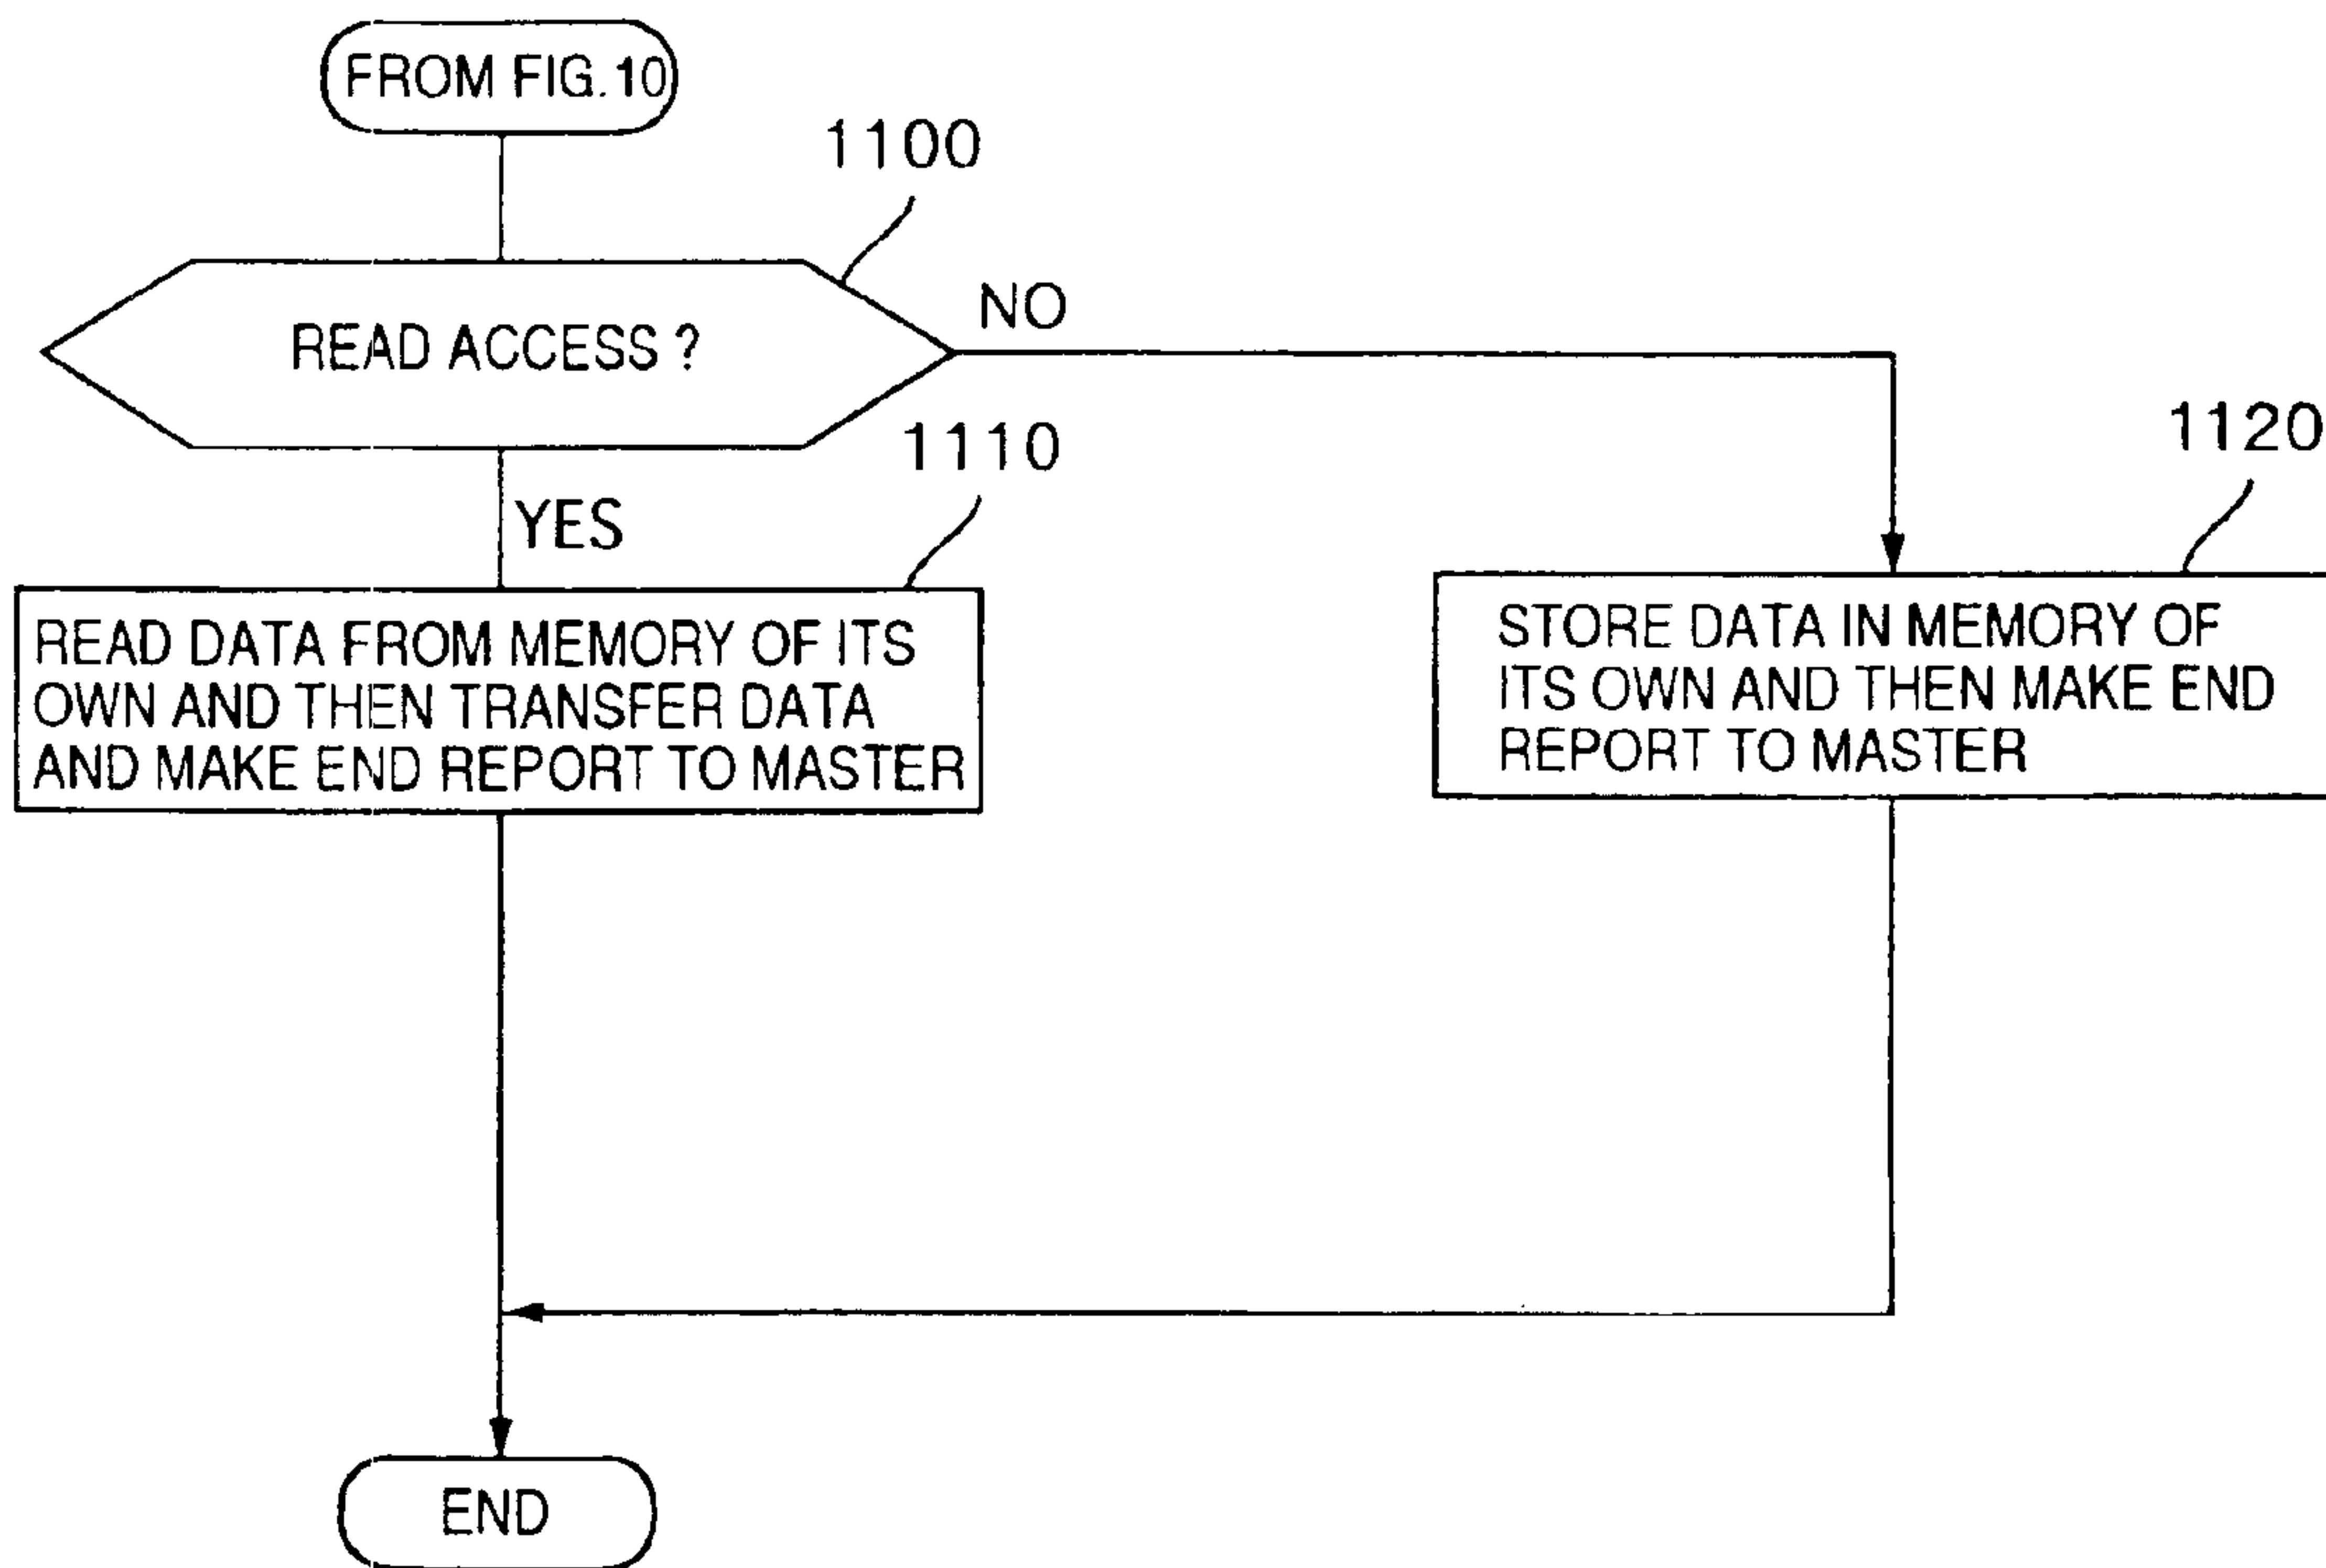 FROM FIG.10
1100
READ ACCESS ?
NO
1110
YES
READ DATA FROM MEMORY OF ITS
OWN AND THEN TRANSFER DATA
AND MAKE END REPORT TO MASTER
1120
STORE DATA IN MEMORY OF
ITS OWN AND THEN MAKE END
REPORT TO MASTER
END